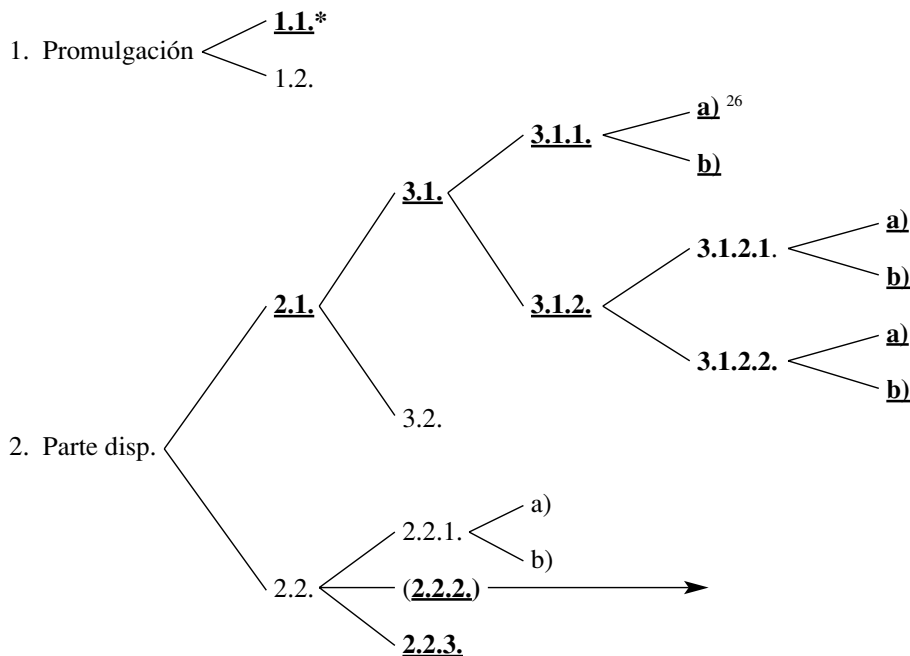 1.1.*
1. Promulgación
1.2.
a) 26
3.1.1.
b)
3.1.
a)
3.1.2.1.
b)
2.1.
3.1.2.
a)
3.1.2.2.
b)
3.2.
2. Parte disp.
a)
2.2.1.
b)
2.2.
(2.2.2.)
2.2.3.